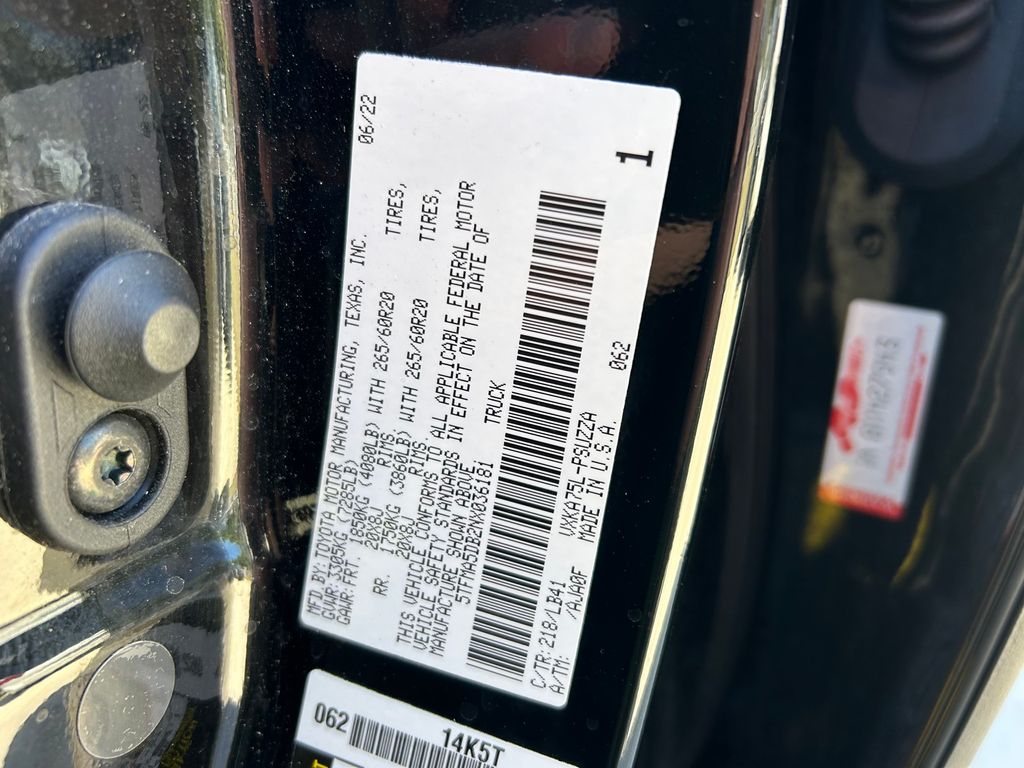 MFD.BY:TOYOTA MOTOR MANUFACTURING, TEXAS, INC. 06/22
GVWR:3305KG (7285LB)
GAWR:FRT. 1850KG (4080LB) WITH 265/60R20 TIRES,
20X8J RIMS
RR. 1750KG (3860LB) WITH 265/60R20 TIRES,
20X8J RIMS
THIS VEHICLE CONFORMS TO ALL APPLICABLE FEDERAL MOTOR
VEHICLE SAFETY STANDARDS IN EFFECT ON THE DATE OF
MANUFACTURE SHOWN ABOVE.
5TFMA5DB2NX036181 TRUCK
C/TR:218/LB41 VXKA75L-PSUZZA
A/TM: /AJA0F MADE IN U.S.A. 062
1
062 14K5T